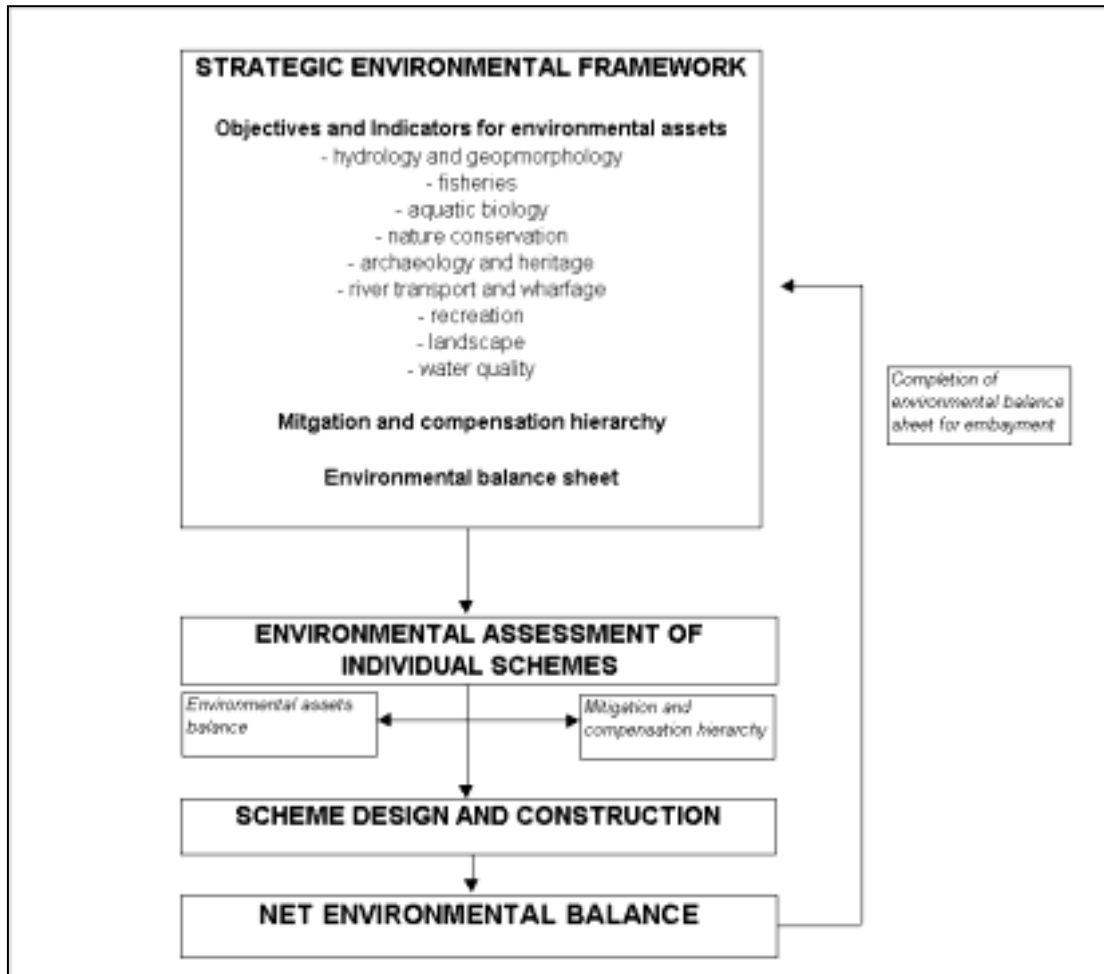 STRATEGIC ENVIRONMENTAL FRAMEWORK
Objectives and Indicators for environmental assets
- hydrology and geopmorphology
- fisheries
- aquatic biology
- nature conservation
- archaeology and heritage
- river transport and wharfage
- recreation
- landscape
- water quality
Mitgation and compensation hierarchy
Environmental balance sheet
Completion of
environmental balance
sheet for embayment
ENVIRONMENTAL ASSESSMENT OF
INDIVIDUAL SCHEMES
Environmental assets
balance
Mitigation and
compensation hierarchy
SCHEME DESIGN AND CONSTRUCTION
NET ENVIRONMENTAL BALANCE